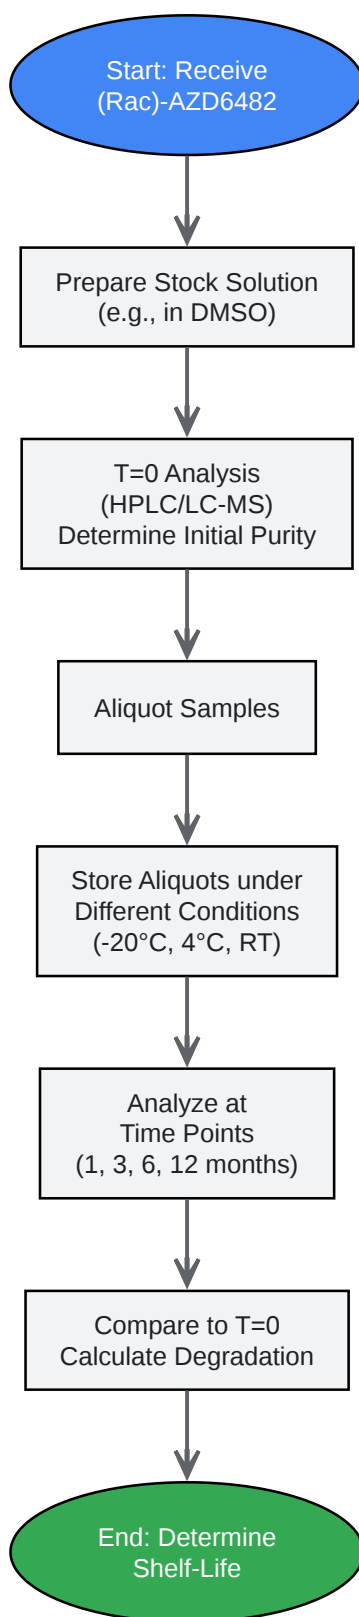 Start: Receive
(Rac)-AZD6482
Prepare Stock Solution
(e.g., in DMSO)
T=0 Analysis
(HPLC/LC-MS)
Determine Initial Purity
Aliquot Samples
Store Aliquots under
Different Conditions
(-20°C, 4°C, RT)
Analyze at
Time Points
(1, 3, 6, 12 months)
Compare to T=0
Calculate Degradation
End: Determine
Shelf-Life